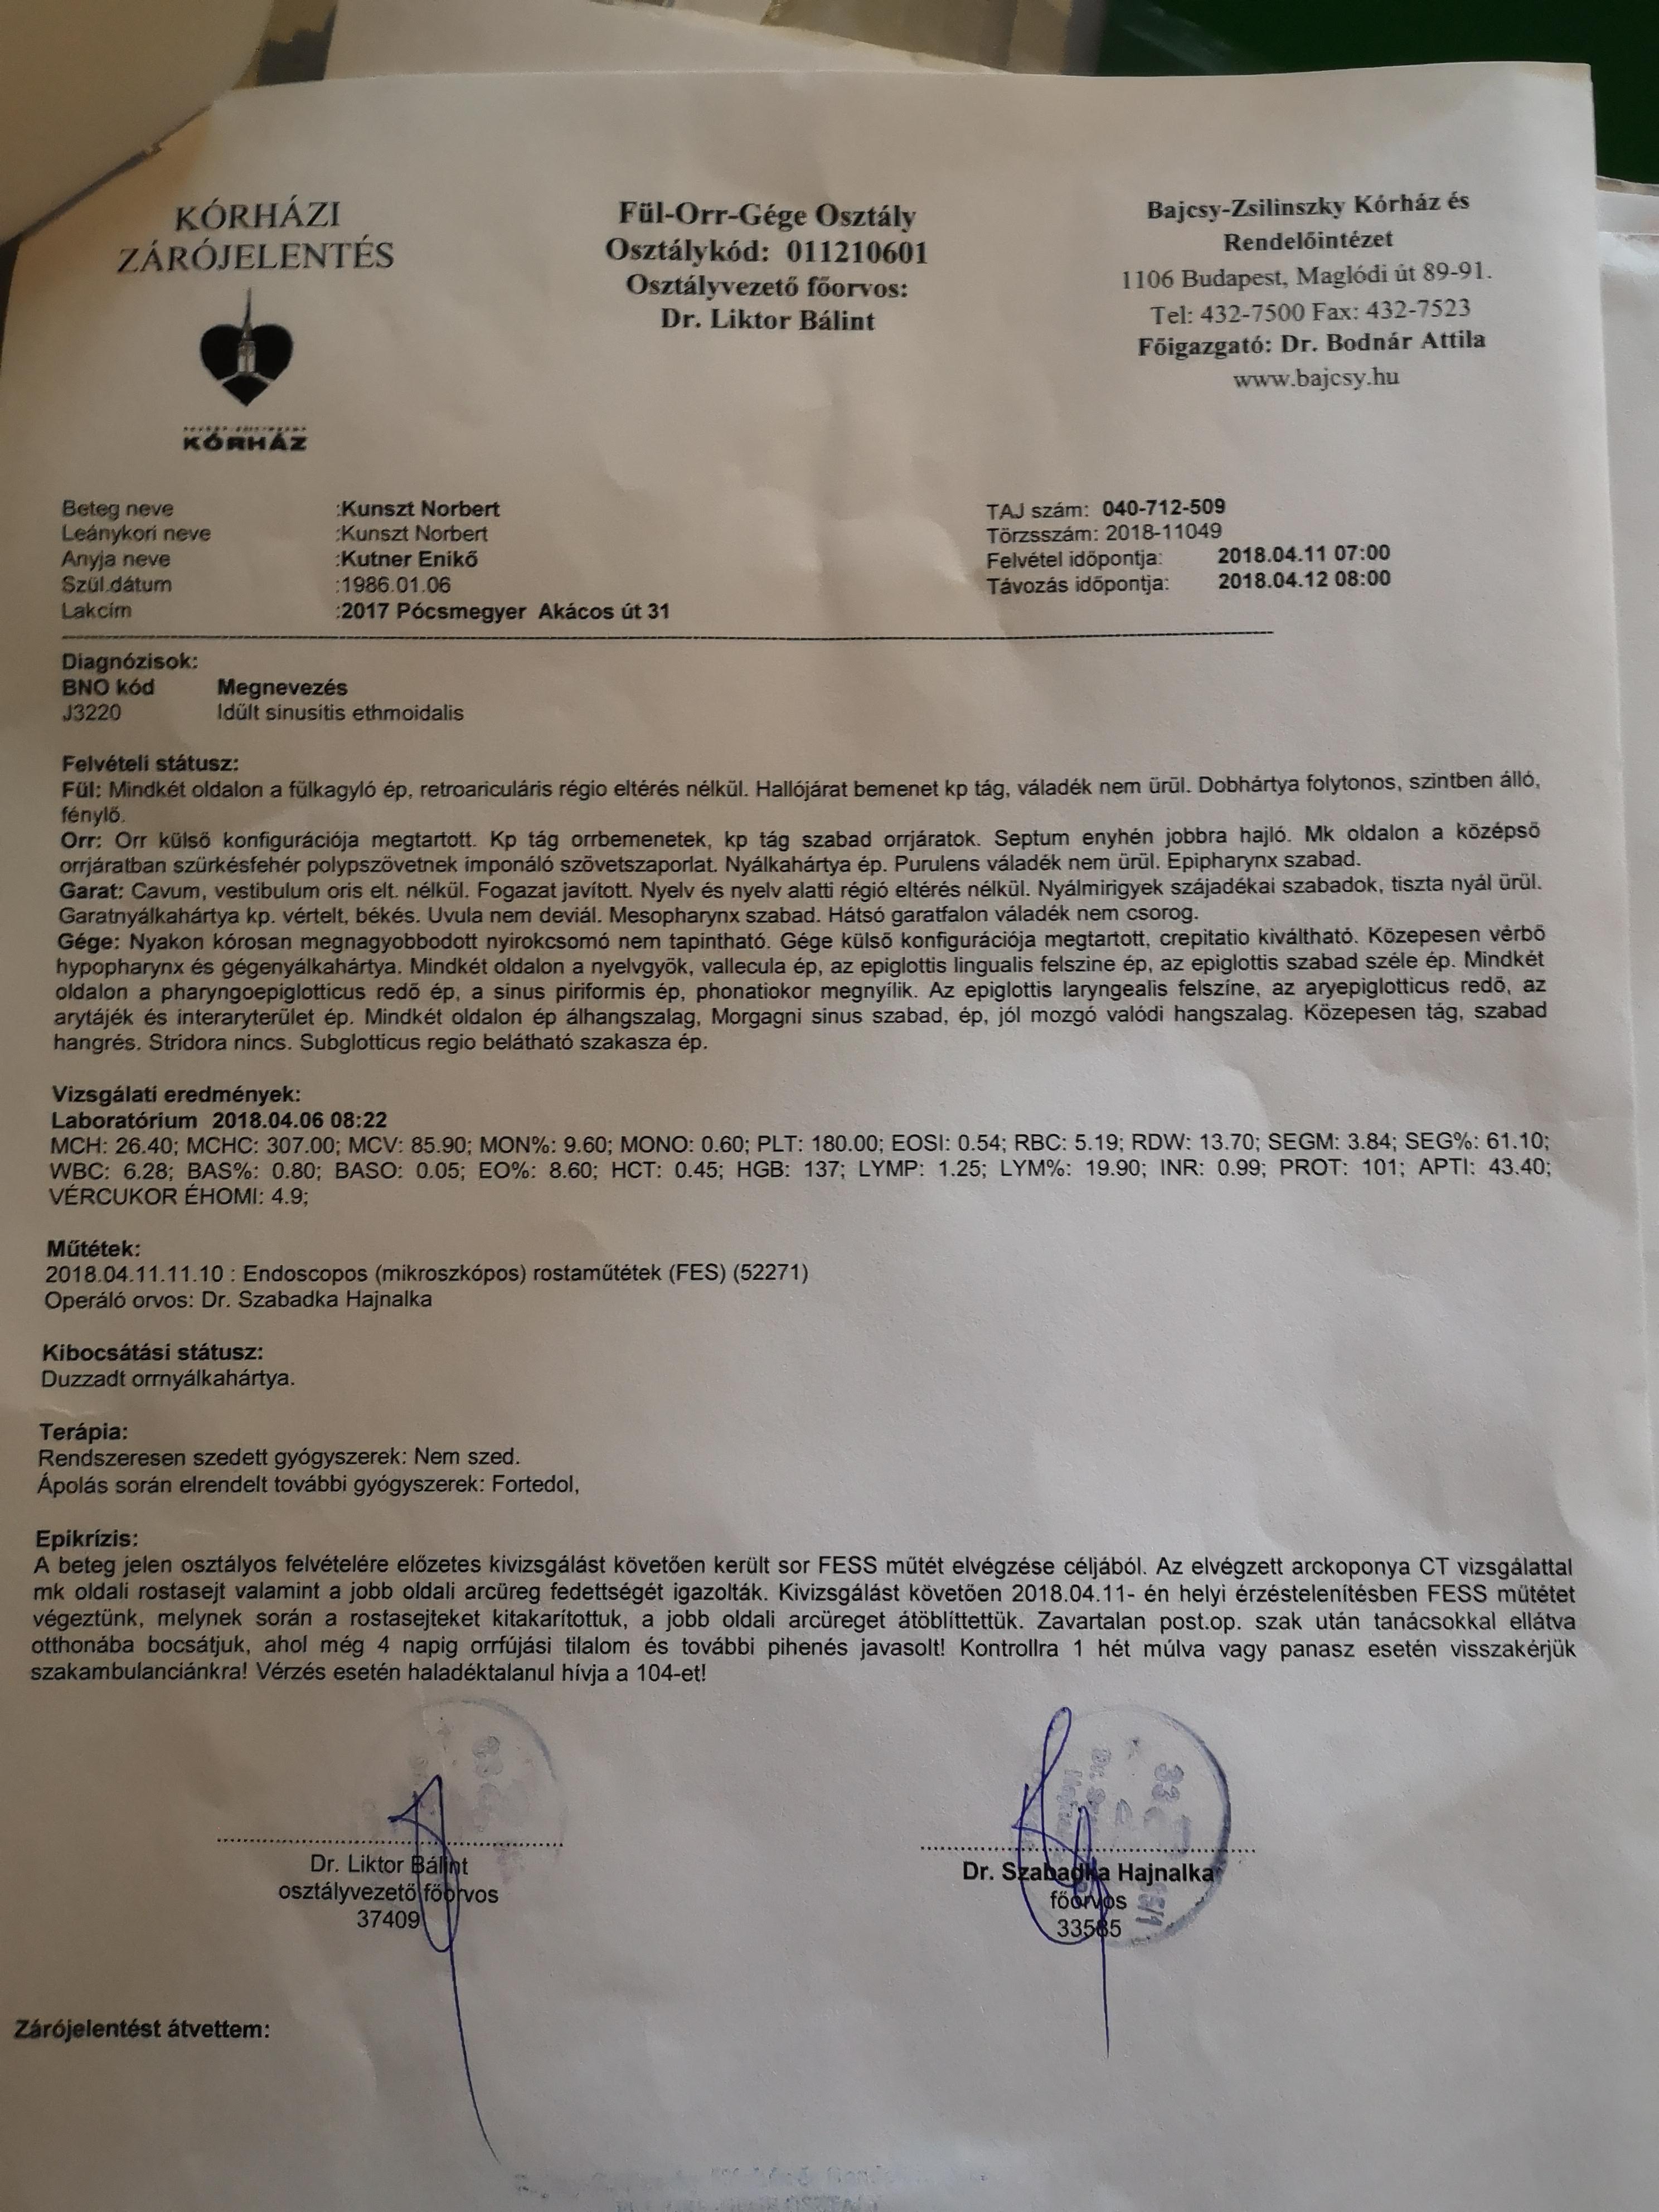 KÓRHÁZI
ZÁRÓJELENTÉS
KÓRHÁZ
Fül-Orr-Gége Osztály
Osztálykód: 011210601
Osztályvezető főorvos:
Dr. Liktor Bálint
Bajcsy-Zsilinszky Kórház és
Rendelőintézet
1106 Budapest, Maglódi út 89-91.
Tel: 432-7500 Fax: 432-7523
Főigazgató: Dr. Bodnár Attila
www.bajcsy.hu
Beteg neve :Kunszt Norbert
Leánykori neve :Kunszt Norbert
Anyja neve :Kutner Enikő
Szül.dátum :1986.01.06
Lakcím :2017 Pócsmegyer Akácos út 31
TAJ szám: 040-712-509
Törzsszám: 2018-11049
Felvétel időpontja: 2018.04.11 07:00
Távozás időpontja: 2018.04.12 08:00
Diagnózisok:
BNO kód Megnevezés
J3220 Idült sinusitis ethmoidalis
Felvételi státusz:
Fül: Mindkét oldalon a fülkagyló ép, retroariculáris régio eltérés nélkül. Hallójárat bemenet kp tág, váladék nem ürül. Dobhártya folytonos, szintben álló,
fénylő.
Orr: Orr külső konfigurációja megtartott. Kp tág orrbemenetek, kp tág szabad orrjáratok. Septum enyhén jobbra hajló. Mk oldalon a középső
orrjáratban szürkésfehér polypszövetnek imponáló szövetszaporlat. Nyálkahártya ép. Purulens váladék nem ürül. Epipharynx szabad.
Garat: Cavum, vestibulum oris elt. nélkül. Fogazat javított. Nyelv és nyelv alatti régió eltérés nélkül. Nyálmirigyek szájadékai szabadok, tiszta nyál ürül.
Garatnyálkahártya kp. vértelt, békés. Uvula nem deviál. Mesopharynx szabad. Hátsó garatfalon váladék nem csorog.
Gége: Nyakon kórosan megnagyobbodott nyirokcsomó nem tapintható. Gége külső konfigurációja megtartott, crepitatio kiváltható. Közepesen vérbő
hypopharynx és gégenyálkahártya. Mindkét oldalon a nyelvgyök, vallecula ép, az epiglottis lingualis felszine ép, az epiglottis szabad széle ép. Mindkét
oldalon a pharyngoepiglotticus redő ép, a sinus piriformis ép, phonatiokor megnyílik. Az epiglottis laryngealis felszíne, az aryepiglotticus redő, az
arytájék és interaryterület ép. Mindkét oldalon ép álhangszalag, Morgagni sinus szabad, ép, jól mozgó valódi hangszalag. Közepesen tág, szabad
hangrés. Stridora nincs. Subglotticus regio belátható szakasza ép.
Vizsgálati eredmények:
Laboratórium 2018.04.06 08:22
MCH: 26.40; MCHC: 307.00; MCV: 85.90; MON%: 9.60; MONO: 0.60; PLT: 180.00; EOSI: 0.54; RBC: 5.19; RDW: 13.70; SEGM: 3.84; SEG%: 61.10;
WBC: 6.28; BAS%: 0.80; BASO: 0.05; EO%: 8.60; HCT: 0.45; HGB: 137; LYMP: 1.25; LYM%: 19.90; INR: 0.99; PROT: 101; APTI: 43.40;
VÉRCUKOR ÉHOMI: 4.9;
Műtétek:
2018.04.11.11.10 : Endoscopos (mikroszkópos) rostaműtétek (FES) (52271)
Operáló orvos: Dr. Szabadka Hajnalka
Kibocsátási státusz:
Duzzadt orrnyálkahártya.
Terápia:
Rendszeresen szedett gyógyszerek: Nem szed.
Ápolás során elrendelt további gyógyszerek: Fortedol,
Epikrízis:
A beteg jelen osztályos felvételére előzetes kivizsgálást követően került sor FESS műtét elvégzése céljából. Az elvégzett arckoponya CT vizsgálattal
mk oldali rostasejt valamint a jobb oldali arcüreg fedettségét igazolták. Kivizsgálást követően 2018.04.11- én helyi érzéstelenítésben FESS műtétet
végeztünk, melynek során a rostasejteket kitakarítottuk, a jobb oldali arcüreget átöblíttettük. Zavartalan post.op. szak után tanácsokkal ellátva
otthonába bocsátjuk, ahol még 4 napig orrfújási tilalom és további pihenés javasolt! Kontrollra 1 hét múlva vagy panasz esetén visszakérjük
szakambulanciánkra! Vérzés esetén haladéktalanul hívja a 104-et!
Dr. Liktor Bálint
osztályvezető főorvos
37409
Dr. Szabadka Hajnalka
főorvos
33585
Zárójelentést átvettem: